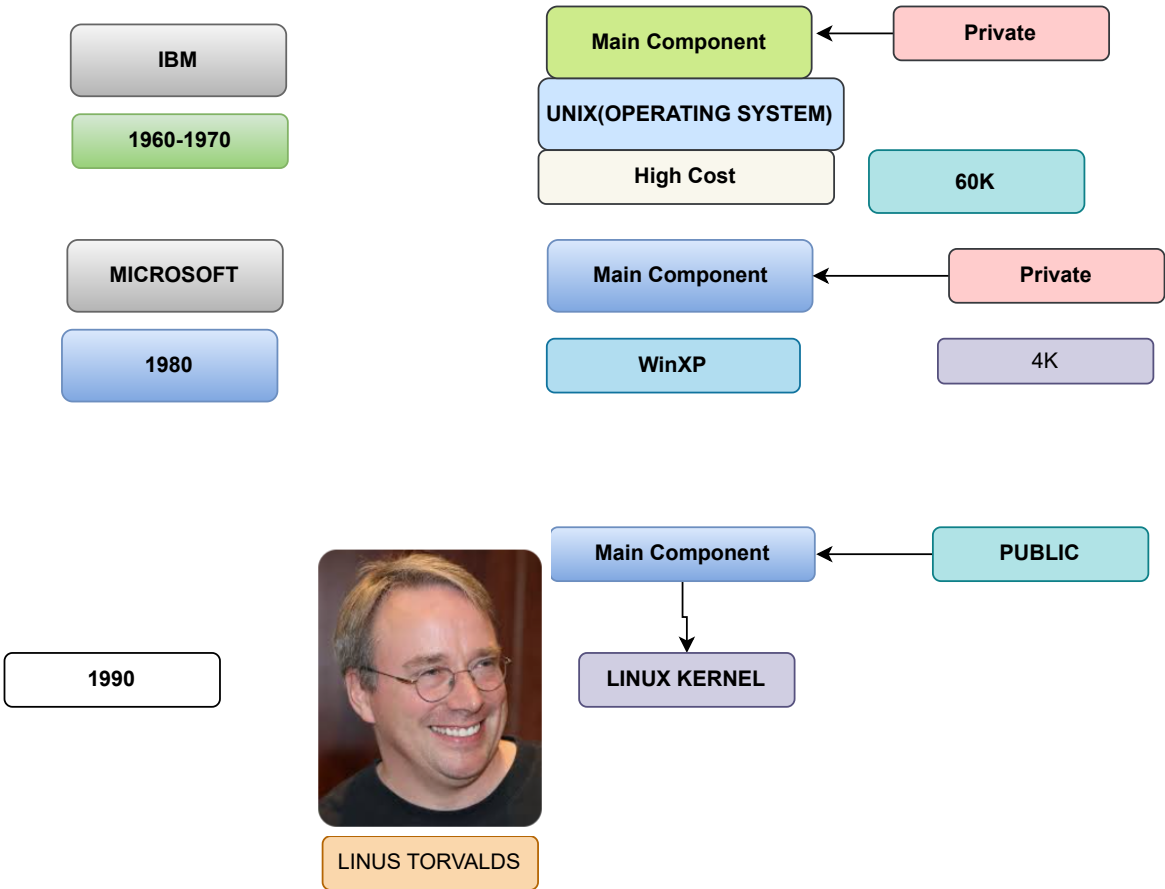 IBM
Main Component
Private
1960-1970
UNIX(OPERATING SYSTEM)
High Cost
60K
MICROSOFT
Main Component
Private
1980
WinXP
4K
Main Component
PUBLIC
1990
LINUX KERNEL
LINUS TORVALDS